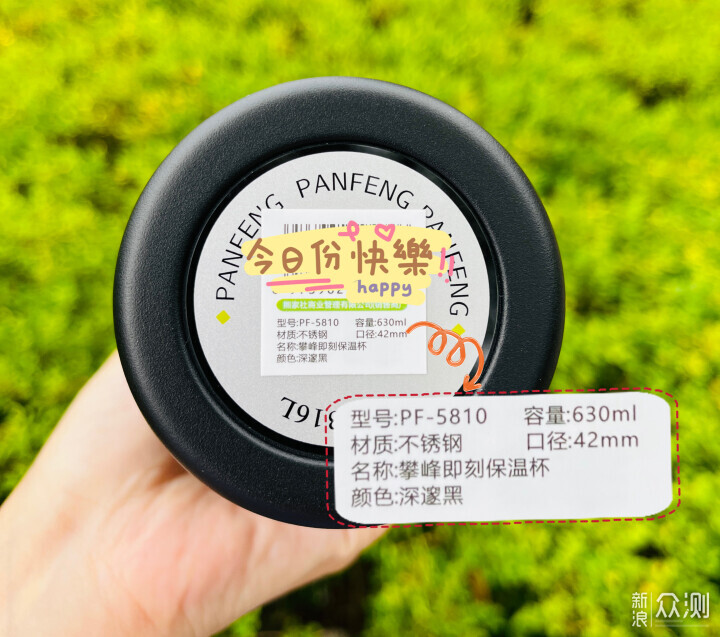 PANFENG PANFENG PANFENG
今日份快樂!!
happy
型号:PF-5810 容量:630ml
材质:不锈钢 口径:42mm
名称:攀峰即刻保温杯
颜色:深邃黑
316L
型号:PF-5810 容量:630ml
材质:不锈钢 口径:42mm
名称:攀峰即刻保温杯
颜色:深邃黑
新浪众测